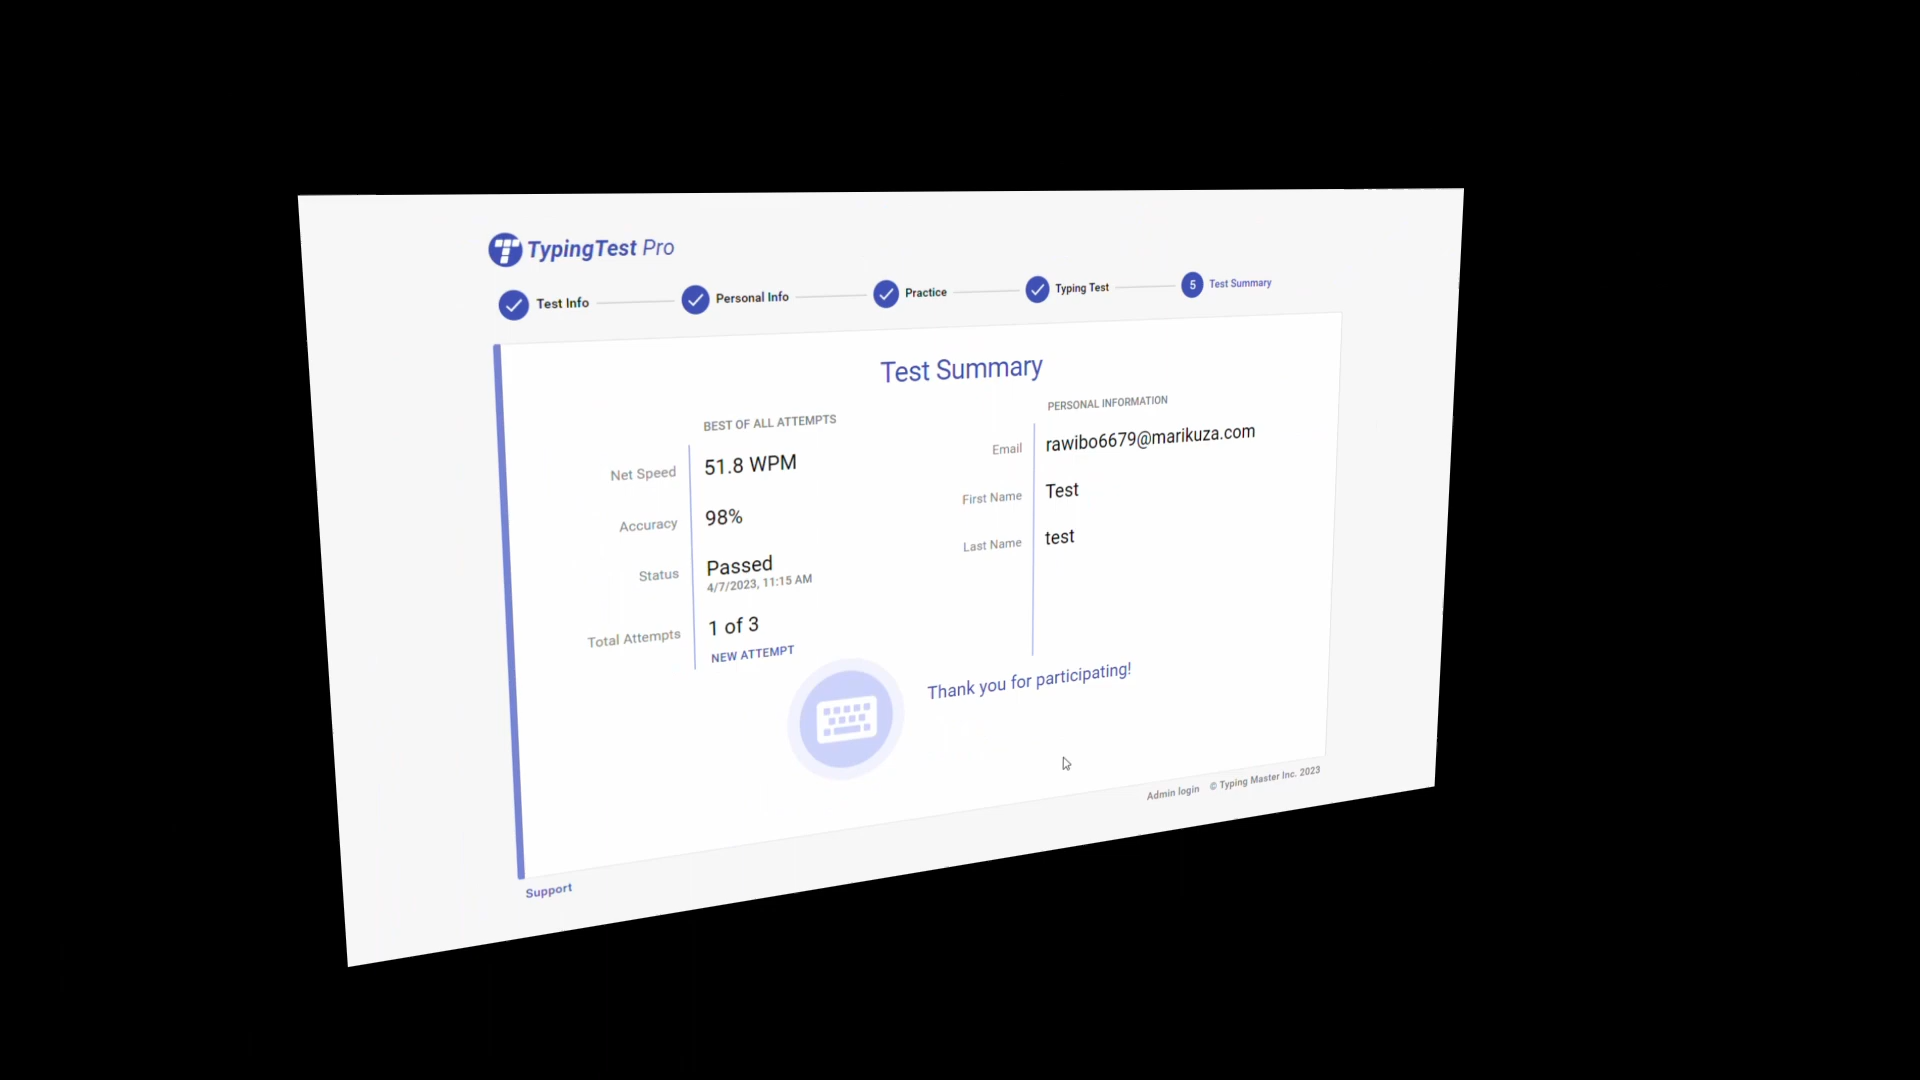 TypingTest Pro
Test Info
Personal Info
Practice
Typing Test
5 Test Summary
Test Summary
BEST OF ALL ATTEMPTS
Net Speed 51.8 WPM
Accuracy 98%
Status Passed
4/7/2023, 11:15 AM
Total Attempts 1 of 3
NEW ATTEMPT
PERSONAL INFORMATION
Email rawibo6679@marikuza.com
First Name Test
Last Name test
Thank you for participating!
Support
Admin login © Typing Master Inc. 2023